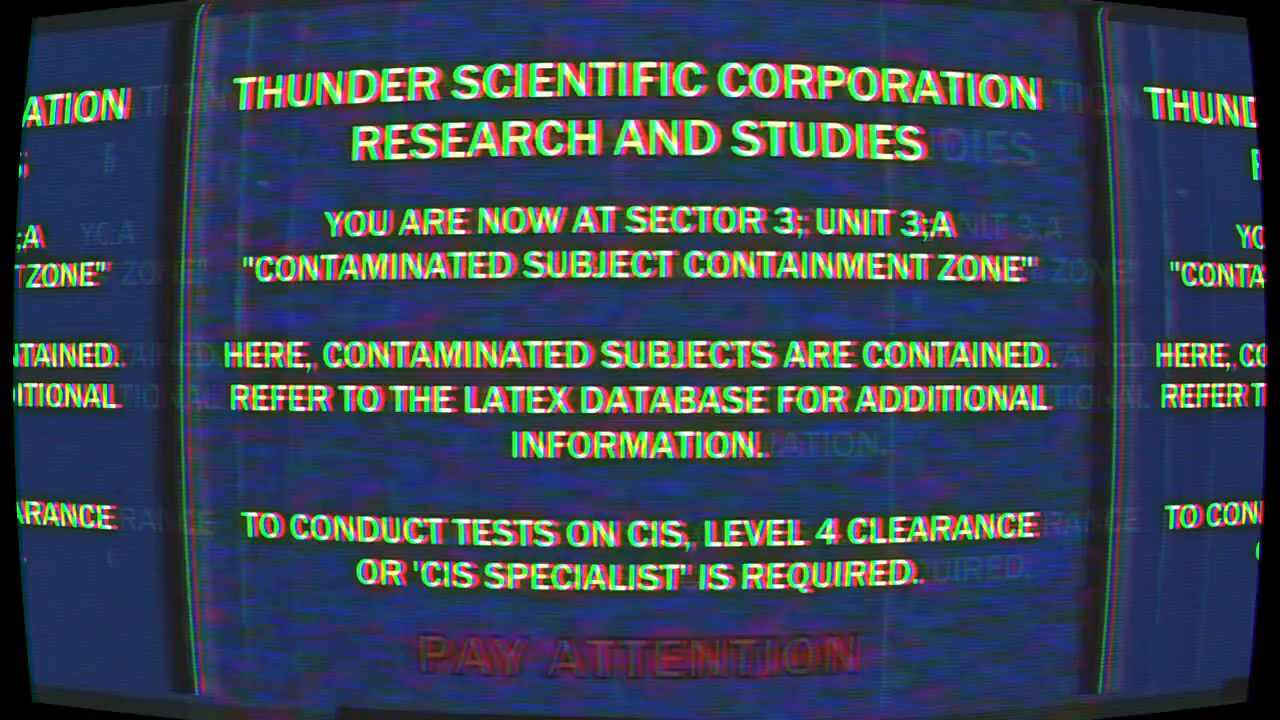 THUNDER SCIENTIFIC CORPORATION
RESEARCH AND STUDIES
YOU ARE NOW AT SECTOR 3; UNIT 3;A
"CONTAMINATED SUBJECT CONTAINMENT ZONE"
HERE, CONTAMINATED SUBJECTS ARE CONTAINED.
REFER TO THE LATEX DATABASE FOR ADDITIONAL
INFORMATION.
TO CONDUCT TESTS ON CIS, LEVEL 4 CLEARANCE
OR 'CIS SPECIALIST' IS REQUIRED.
PAY ATTENTION